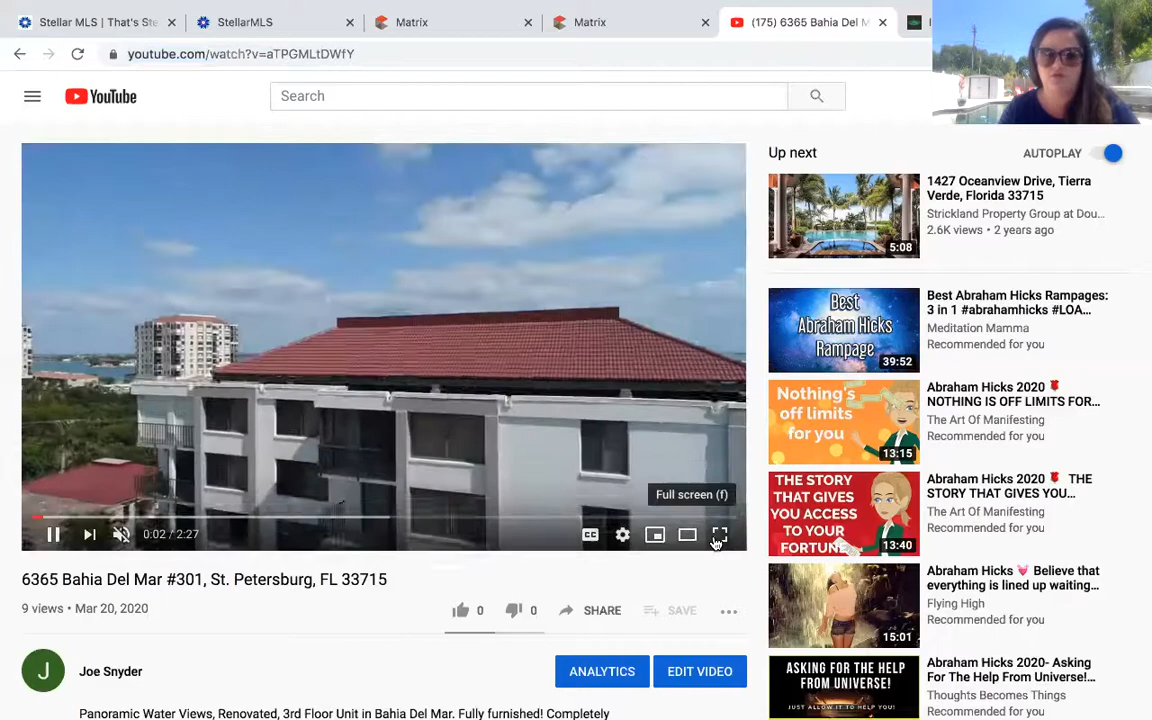 Stellar MLS | That's Ste
StellarMLS
Matrix
Matrix
(175) 6365 Bahia Del M
youtube.com/watch?v=aTPGMLtDWfY
YouTube
Search
Up next
AUTOPLAY
1427 Oceanview Drive, Tierra
Verde, Florida 33715
Strickland Property Group at Dou...
2.6K views • 2 years ago
5:08
Best
Abraham Hicks
Rampage
39:52
Best Abraham Hicks Rampages:
3 in 1 #abrahamhicks #LOA...
Meditation Mamma
Recommended for you
Nothing's
off limits
for you
13:15
Abraham Hicks 2020 🌹
NOTHING IS OFF LIMITS FOR...
The Art Of Manifesting
Recommended for you
THE
STORY
THAT GIVES
YOU ACCESS
TO YOUR
FORTUNE
13:40
Abraham Hicks 2020 🌹 THE
STORY THAT GIVES YOU...
The Art Of Manifesting
Recommended for you
15:01
Abraham Hicks 💓 Believe that
everything is lined up waiting...
Flying High
Recommended for you
ASKING FOR THE HELP
FROM UNIVERSE!
JUST ALLOW IT TO HELP YOU!
Abraham Hicks 2020- Asking
For The Help From Universe!...
Thoughts Becomes Things
Recommended for you
Full screen (f)
0:02 / 2:27
CC
6365 Bahia Del Mar #301, St. Petersburg, FL 33715
9 views • Mar 20, 2020
0
0
SHARE
SAVE
J
Joe Snyder
ANALYTICS
EDIT VIDEO
Panoramic Water Views, Renovated, 3rd Floor Unit in Bahia Del Mar. Fully furnished! Completely